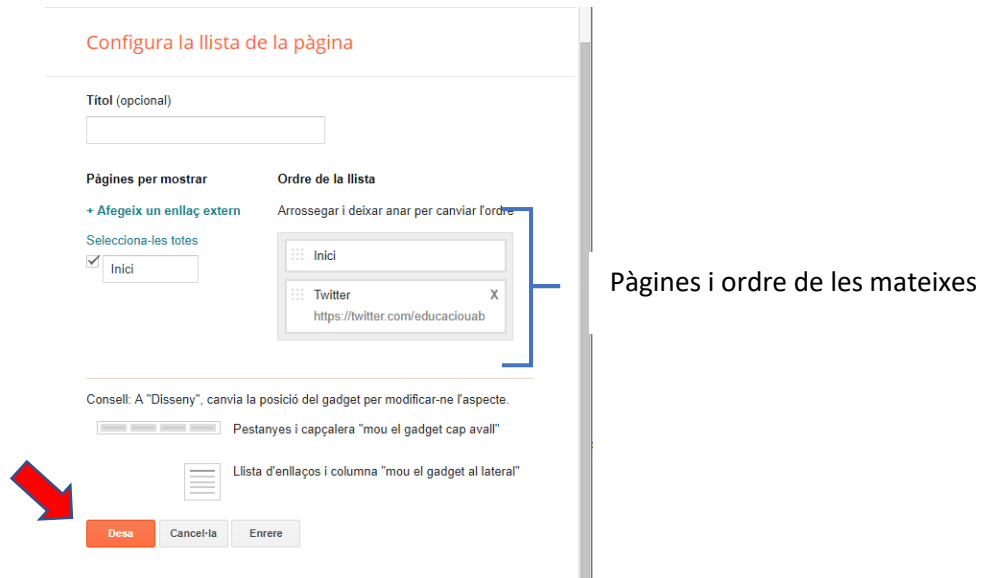 Configura la llista de la pàgina
Títol (opcional)
Pàgines per mostrar
Ordre de la llista
+ Afegeix un enllaç extern
Arrossegar i deixar anar per canviar l'ordre
Selecciona-les totes
Inici
Inici
Twitter X
https://twitter.com/educaciouab
Pàgines i ordre de les mateixes
Consell: A "Disseny", canvia la posició del gadget per modificar-ne l'aspecte.
Pestanyes i capçalera "mou el gadget cap avall"
Llista d'enllaços i columna "mou el gadget al lateral"
Desa
Cancel·la
Enrere